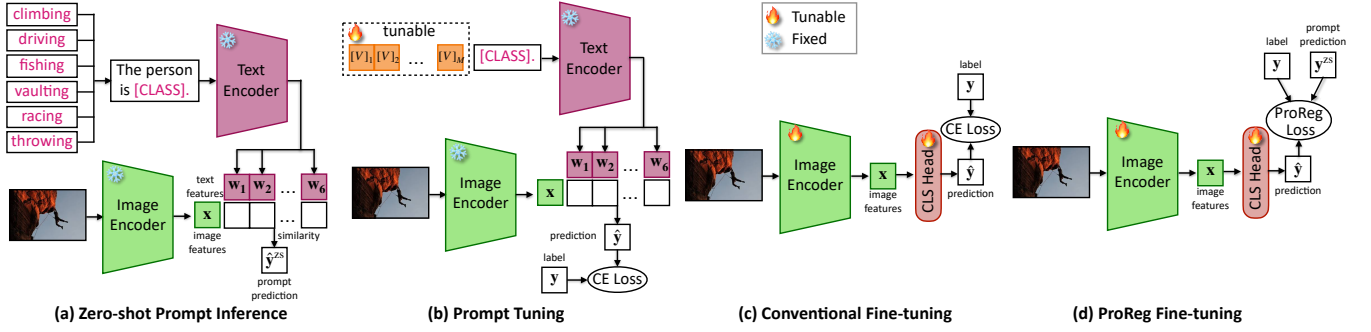 climbing
driving
fishing
vaulting
racing
throwing
The person
is [CLASS].
Text
Encoder
Image
Encoder
x
image
features
text
features
w1 w2 ... w6
...
similarity
ŷzs
prompt
prediction
(a) Zero-shot Prompt Inference
tunable
[V]1 [V]2 ... [V]M
[CLASS].
Text
Encoder
Image
Encoder
x
w1 w2 ... w6
...
prediction
ŷ
label
y
CE Loss
(b) Prompt Tuning
Tunable
Fixed
Image
Encoder
x
image
features
CLS Head
label
y
CE Loss
ŷ
prediction
(c) Conventional Fine-tuning
Image
Encoder
x
image
features
CLS Head
label
y
prompt
prediction
yzs
ProReg
Loss
ŷ
prediction
(d) ProReg Fine-tuning